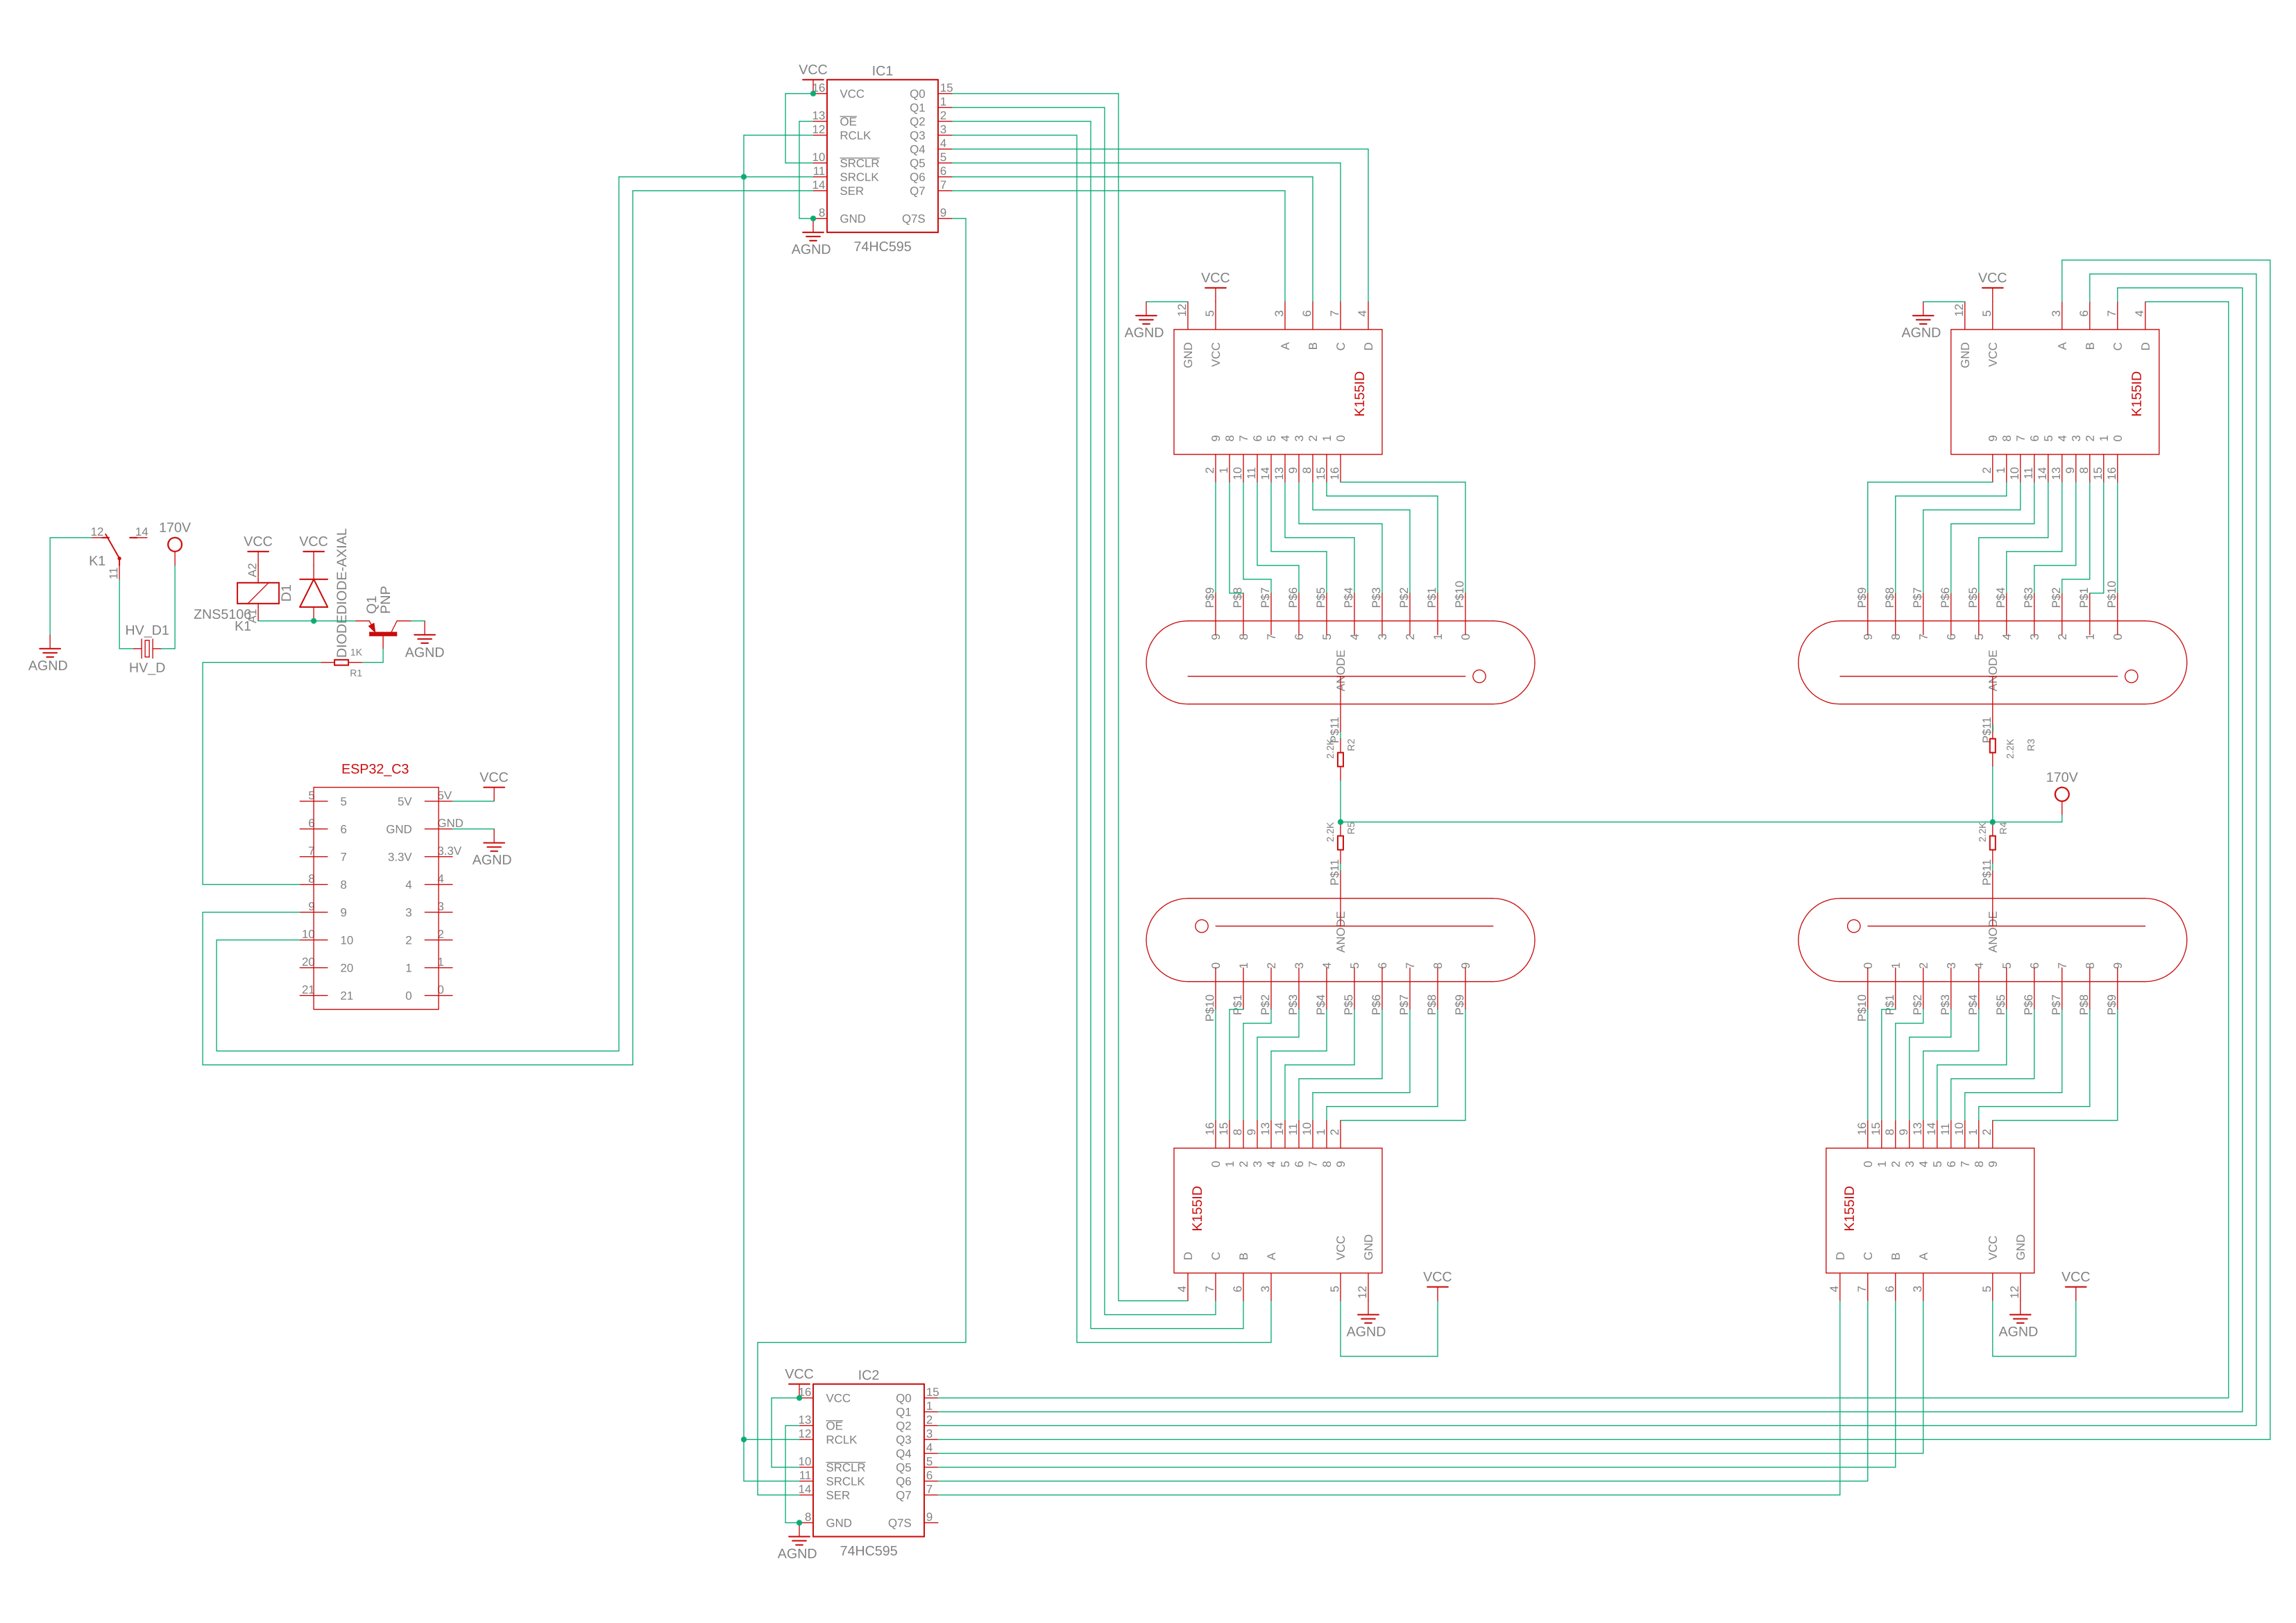 VCC
IC1
16 VCC Q0 15
Q1 1
13 OE Q2 2
12 RCLK Q3 3
Q4 4
10 SRCLR Q5 5
11 SRCLK Q6 6
14 SER Q7 7
8 GND Q7S 9
AGND
74HC595
VCC
AGND
12 5 3 6 7 4
GND VCC A B C D
K155ID
9 8 7 6 5 4 3 2 1 0
2 1 10 11 14 13 9 8 15 16
P$9 P$8 P$7 P$6 P$5 P$4 P$3 P$2 P$1 P$10
9 8 7 6 5 4 3 2 1 0
ANODE
P$11
2.2K
R2
VCC
AGND
12 5 3 6 7 4
GND VCC A B C D
K155ID
9 8 7 6 5 4 3 2 1 0
2 1 10 11 14 13 9 8 15 16
P$9 P$8 P$7 P$6 P$5 P$4 P$3 P$2 P$1 P$10
9 8 7 6 5 4 3 2 1 0
ANODE
P$11
2.2K
R3
170V
12
14
K1
11
170V
AGND
HV_D1
HV_D
VCC
A2
D1
ZNS5106
A1
K1
VCC
DIODEDIODE-AXIAL
Q1
PNP
AGND
1K
R1
ESP32_C3
VCC
5 5 5V 5V
6 6 GND GND
7 7 3.3V 3.3V
AGND
8 8 4 4
9 9 3 3
10 10 2 2
20 20 1 1
21 21 0 0
2.2K
R5
P$11
ANODE
0 1 2 3 4 5 6 7 8 9
P$10 P$1 P$2 P$3 P$4 P$5 P$6 P$7 P$8 P$9
16 15 8 9 13 14 11 10 1 2
0 1 2 3 4 5 6 7 8 9
K155ID
D C B A VCC GND
4 7 6 3 5 12
VCC
AGND
2.2K
R4
P$11
ANODE
0 1 2 3 4 5 6 7 8 9
P$10 P$1 P$2 P$3 P$4 P$5 P$6 P$7 P$8 P$9
16 15 8 9 13 14 11 10 1 2
0 1 2 3 4 5 6 7 8 9
K155ID
D C B A VCC GND
4 7 6 3 5 12
VCC
AGND
VCC
IC2
16 VCC Q0 15
Q1 1
13 OE Q2 2
12 RCLK Q3 3
Q4 4
10 SRCLR Q5 5
11 SRCLK Q6 6
14 SER Q7 7
8 GND Q7S 9
AGND
74HC595